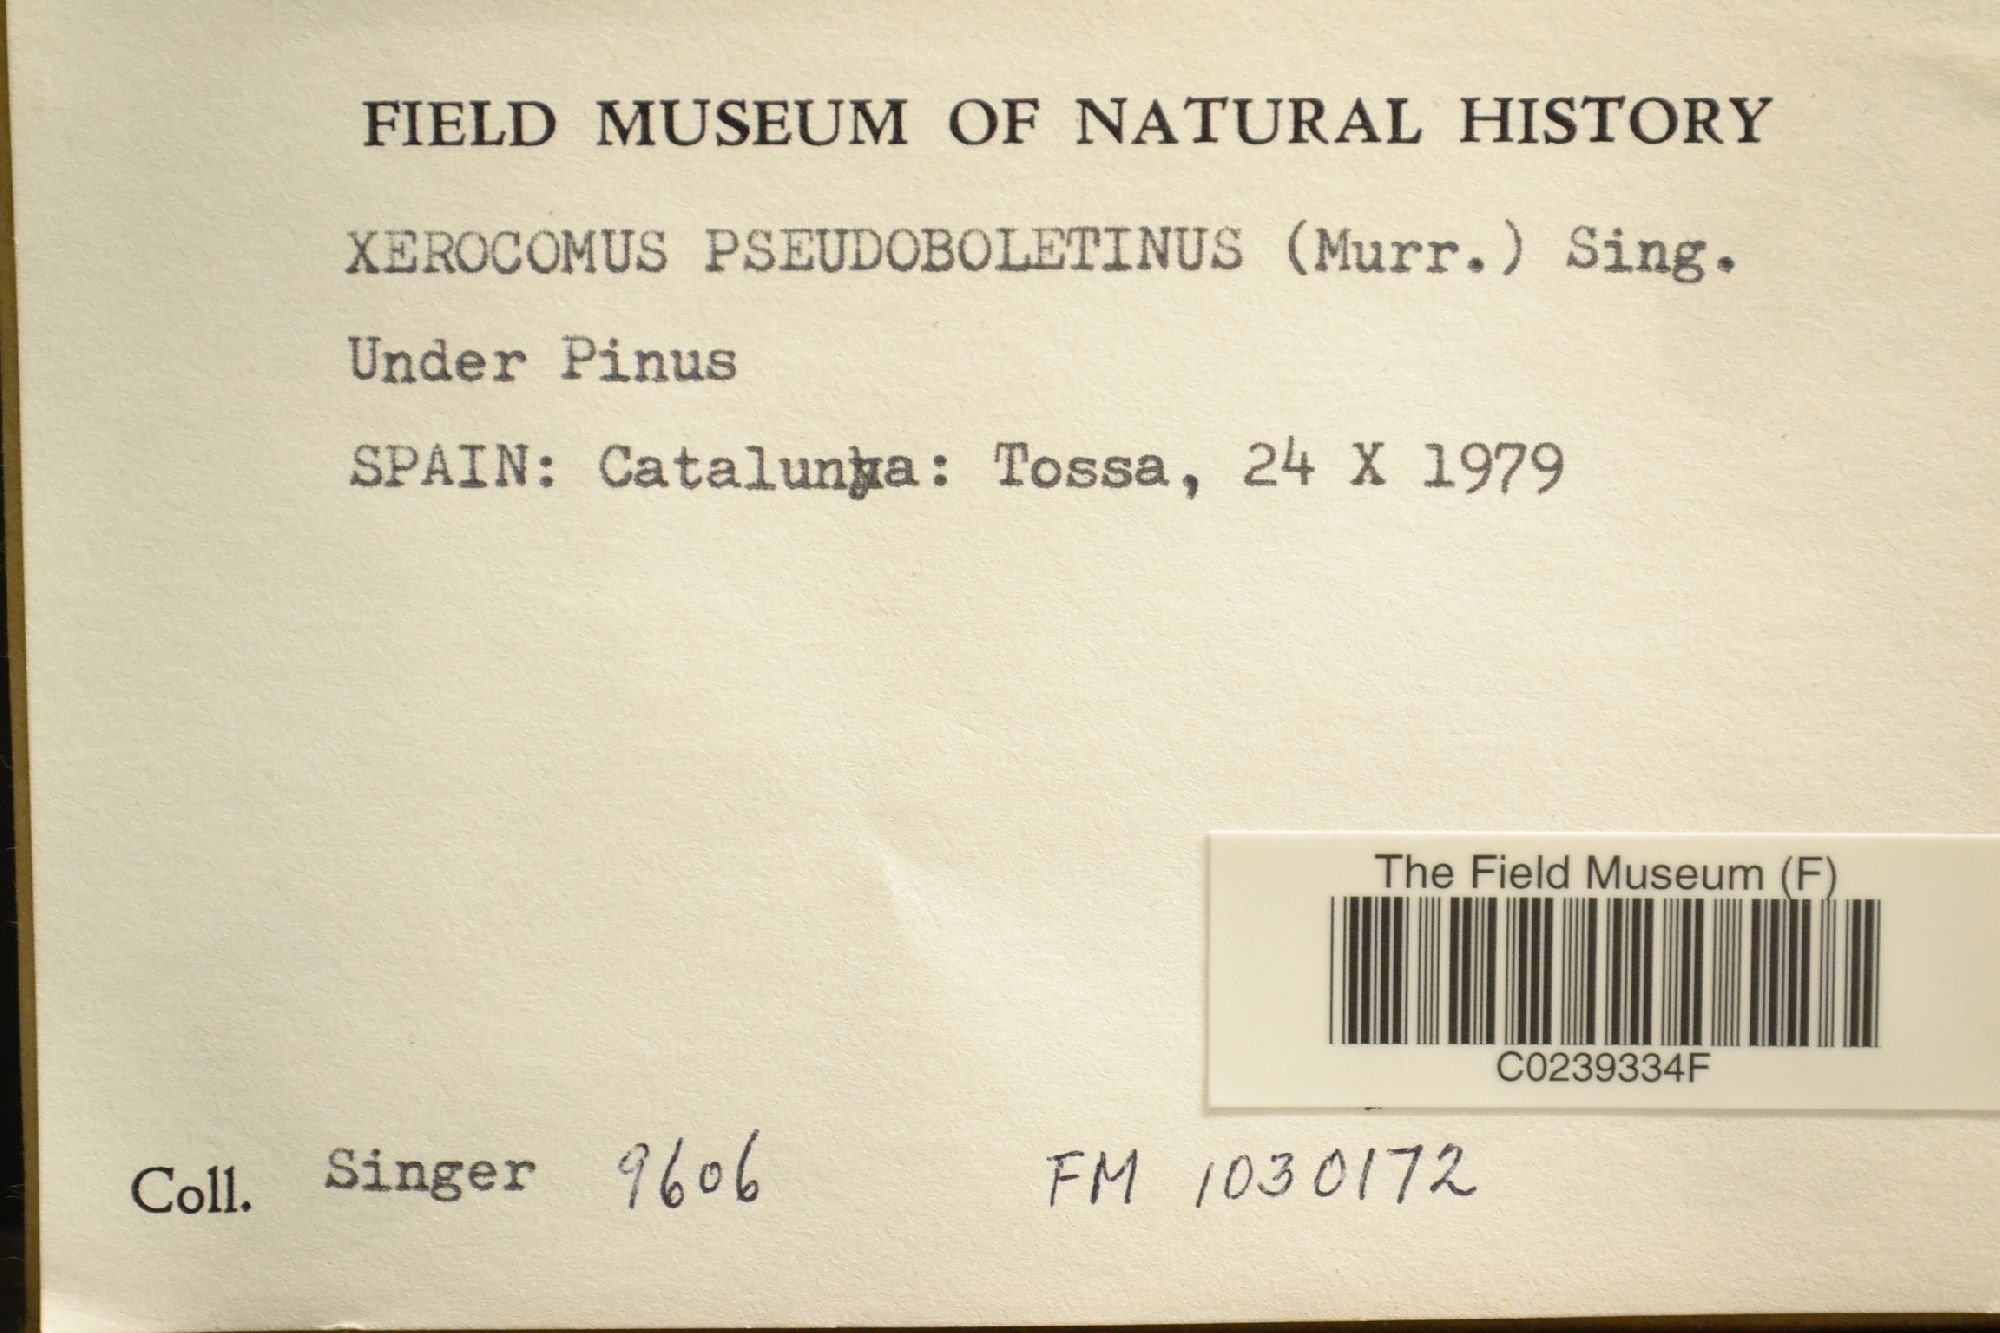 FIELD MUSEUM OF NATURAL HISTORY
XEROCOMUS PSEUDOBOLETINUS (Murr.) Sing.
Under Pinus
SPAIN: Catalunya: Tossa, 24 X 1979
The Field Museum (F)
C0239334F
Coll. Singer 9606 FM 1030172